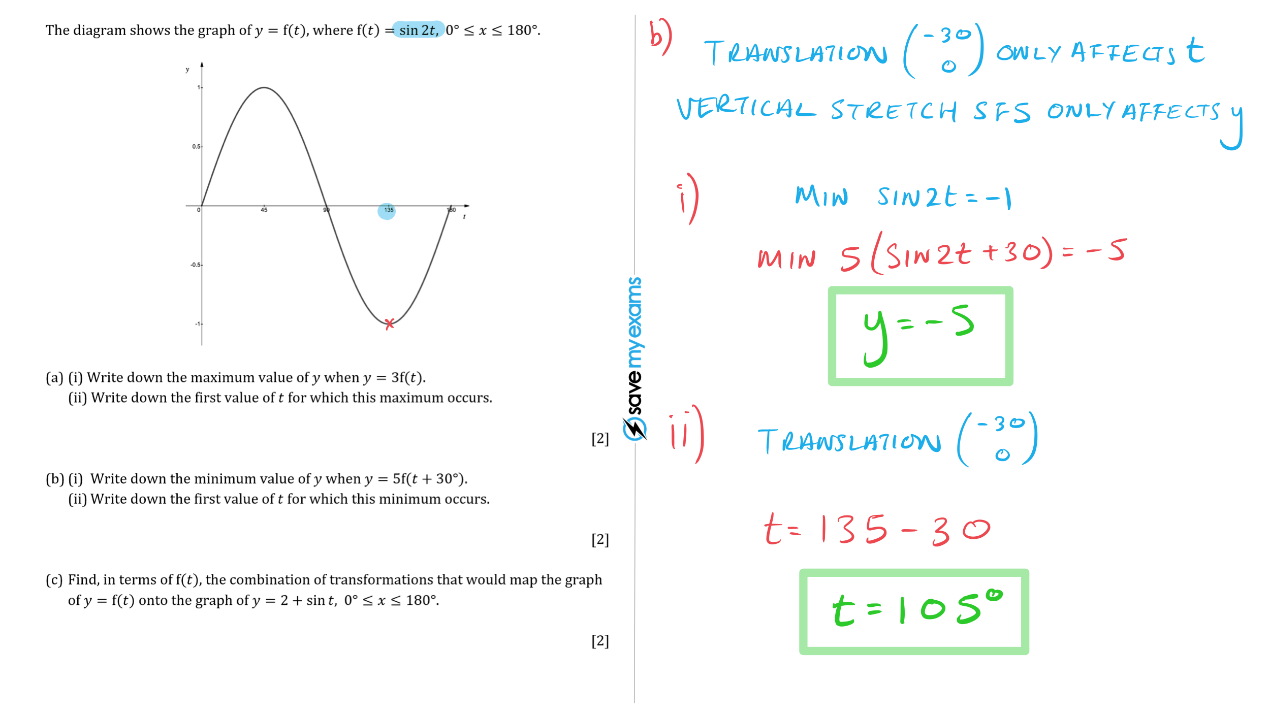 The diagram shows the graph of y = f(t), where f(t) = sin 2t, 0° ≤ x ≤ 180°.
y
1
0.5
0 45 90 135 180
t
-0.5
-1
(a) (i) Write down the maximum value of y when y = 3f(t).
(ii) Write down the first value of t for which this maximum occurs.
[2]
(b) (i) Write down the minimum value of y when y = 5f(t + 30°).
(ii) Write down the first value of t for which this minimum occurs.
[2]
(c) Find, in terms of f(t), the combination of transformations that would map the graph
of y = f(t) onto the graph of y = 2 + sin t, 0° ≤ x ≤ 180°.
[2]
save my exams
b)
TRANSLATION (-30 0) ONLY AFFECTS t
VERTICAL STRETCH SF5 ONLY AFFECTS y
i) MIN SIN2t = -1
MIN 5(SIN2t + 30) = -5
y = -5
ii) TRANSLATION (-30 0)
t = 135 - 30
t = 105°